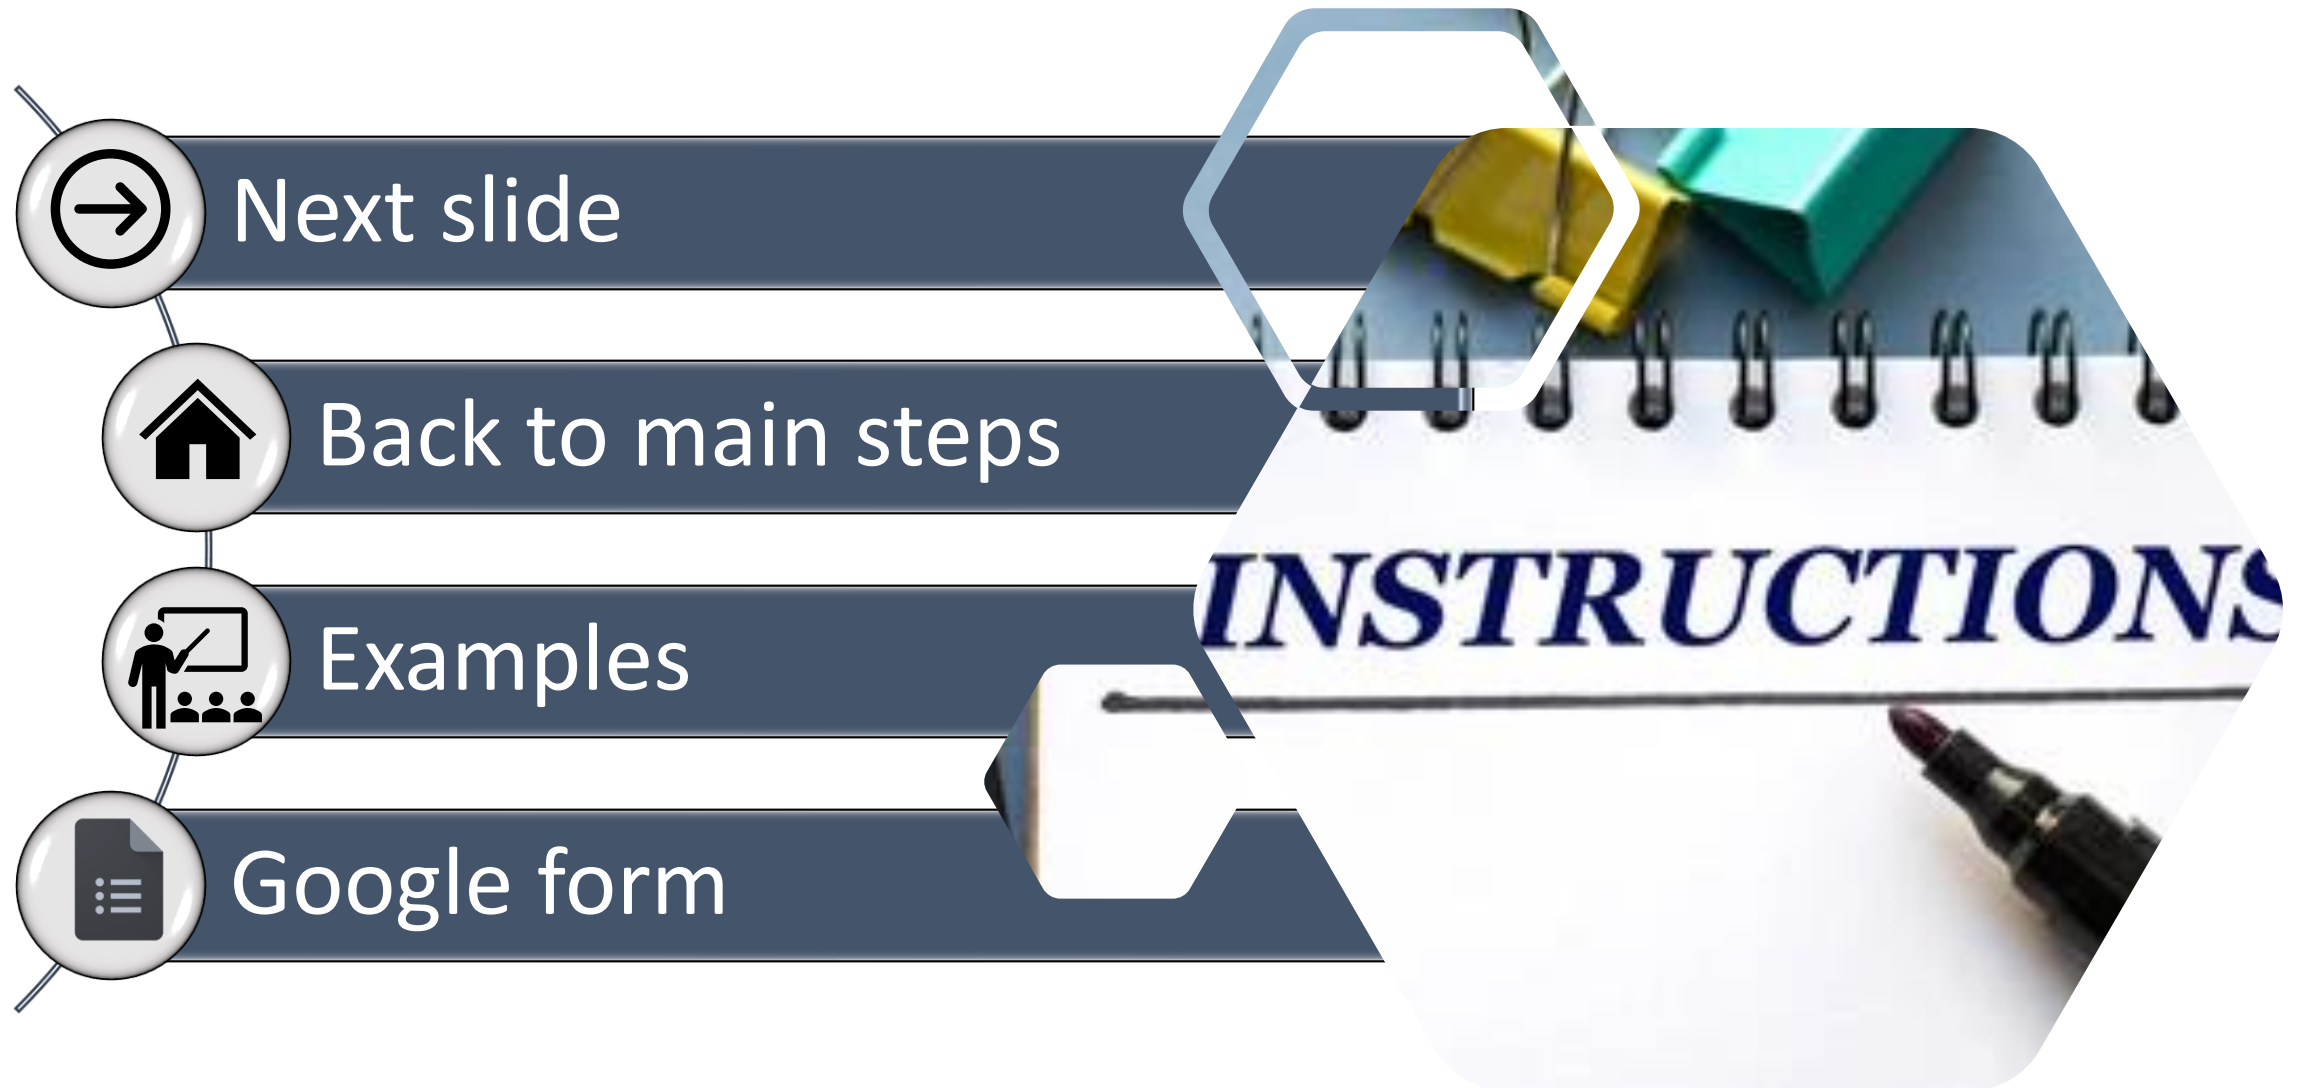 Next slide
Back to main steps
Examples
Google form
INSTRUCTIONS